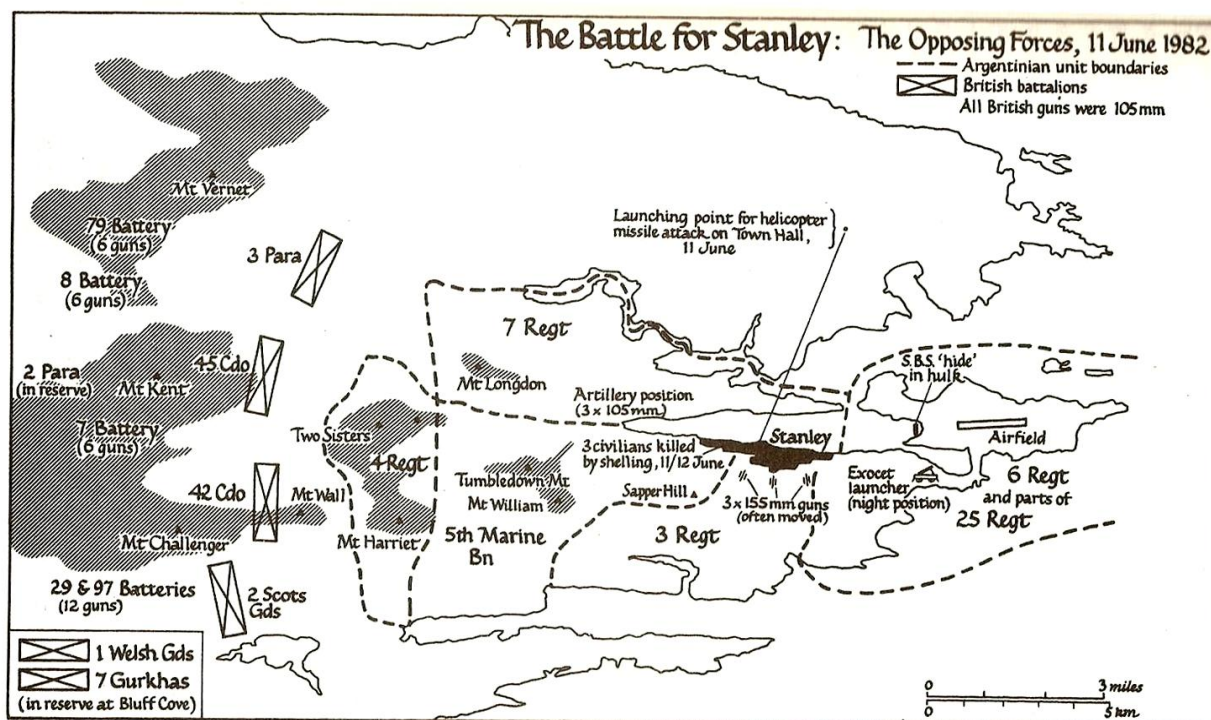 The Battle for Stanley: The Opposing Forces, 11 June 1982
Argentinian unit boundaries
British battalions
All British guns were 105mm
Mt Vernet
79 Battery
(6 guns)
8 Battery
(6 guns)
3 Para
Launching point for helicopter
missile attack on Town Hall,
11 June
7 Regt
45 Cdo
2 Para
(in reserve)
Mt Kent
7 Battery
(6 guns)
Mt Longdon
S.B.S. 'hide'
in hulk
Artillery position
(3 x 105mm)
Two Sisters
4 Regt
Stanley
Airfield
3 civilians killed
by shelling, 11/12 June
42 Cdo
Mt Wall
Tumbledown Mt
Mt William
Sapper Hill
3 x 155mm guns
(often moved)
Exocet
launcher
(night position)
6 Regt
and parts of
25 Regt
Mt Challenger
Mt Harriet
5th Marine
Bn
3 Regt
29 & 97 Batteries
(12 guns)
2 Scots
Gds
1 Welsh Gds
7 Gurkhas
(in reserve at Bluff Cove)
0 3 miles
0 5 km